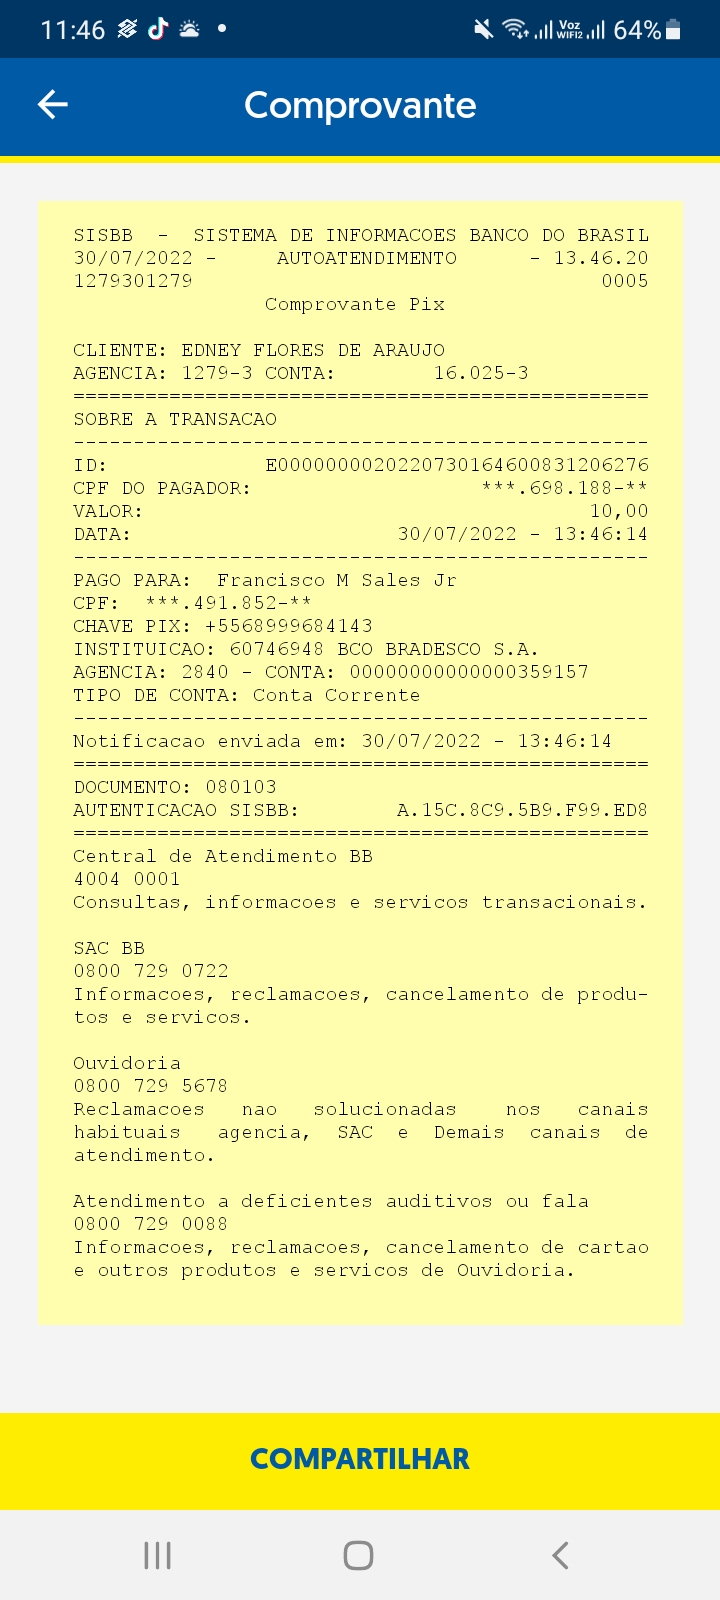 11:46 Voz WIFI2 64%
Comprovante
SISBB - SISTEMA DE INFORMACOES BANCO DO BRASIL
30/07/2022 - AUTOATENDIMENTO - 13.46.20
1279301279 0005
Comprovante Pix
CLIENTE: EDNEY FLORES DE ARAUJO
AGENCIA: 1279-3 CONTA: 16.025-3
================================================
SOBRE A TRANSACAO
------------------------------------------------
ID: E0000000020220730164600831206276
CPF DO PAGADOR: ***.698.188-**
VALOR: 10,00
DATA: 30/07/2022 - 13:46:14
------------------------------------------------
PAGO PARA: Francisco M Sales Jr
CPF: ***.491.852-**
CHAVE PIX: +5568999684143
INSTITUICAO: 60746948 BCO BRADESCO S.A.
AGENCIA: 2840 - CONTA: 00000000000000359157
TIPO DE CONTA: Conta Corrente
------------------------------------------------
Notificacao enviada em: 30/07/2022 - 13:46:14
================================================
DOCUMENTO: 080103
AUTENTICACAO SISBB: A.15C.8C9.5B9.F99.ED8
================================================
Central de Atendimento BB
4004 0001
Consultas, informacoes e servicos transacionais.
SAC BB
0800 729 0722
Informacoes, reclamacoes, cancelamento de produ-
tos e servicos.
Ouvidoria
0800 729 5678
Reclamacoes nao solucionadas nos canais
habituais agencia, SAC e Demais canais de
atendimento.
Atendimento a deficientes auditivos ou fala
0800 729 0088
Informacoes, reclamacoes, cancelamento de cartao
e outros produtos e servicos de Ouvidoria.
COMPARTILHAR